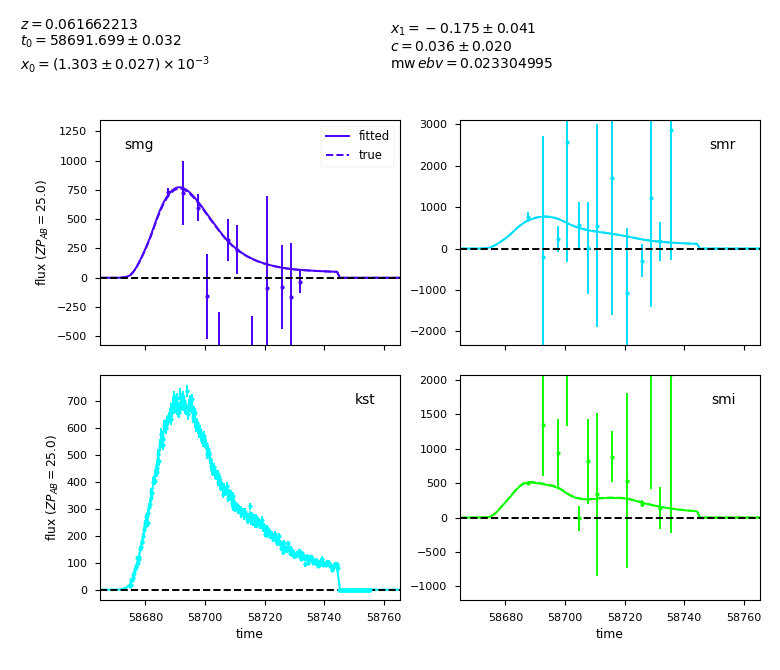 z = 0.061662213
t₀ = 58691.699 ± 0.032
x₀ = (1.303 ± 0.027) × 10⁻³
x₁ = −0.175 ± 0.041
c = 0.036 ± 0.020
mw ebv = 0.023304995
smg
fitted
true
1250
1000
750
500
250
0
−250
−500
flux (ZP_AB = 25.0)
smr
3000
2000
1000
0
−1000
−2000
kst
700
600
500
400
300
200
100
0
flux (ZP_AB = 25.0)
58680 58700 58720 58740 58760
time
smi
2000
1500
1000
500
0
−500
−1000
58680 58700 58720 58740 58760
time